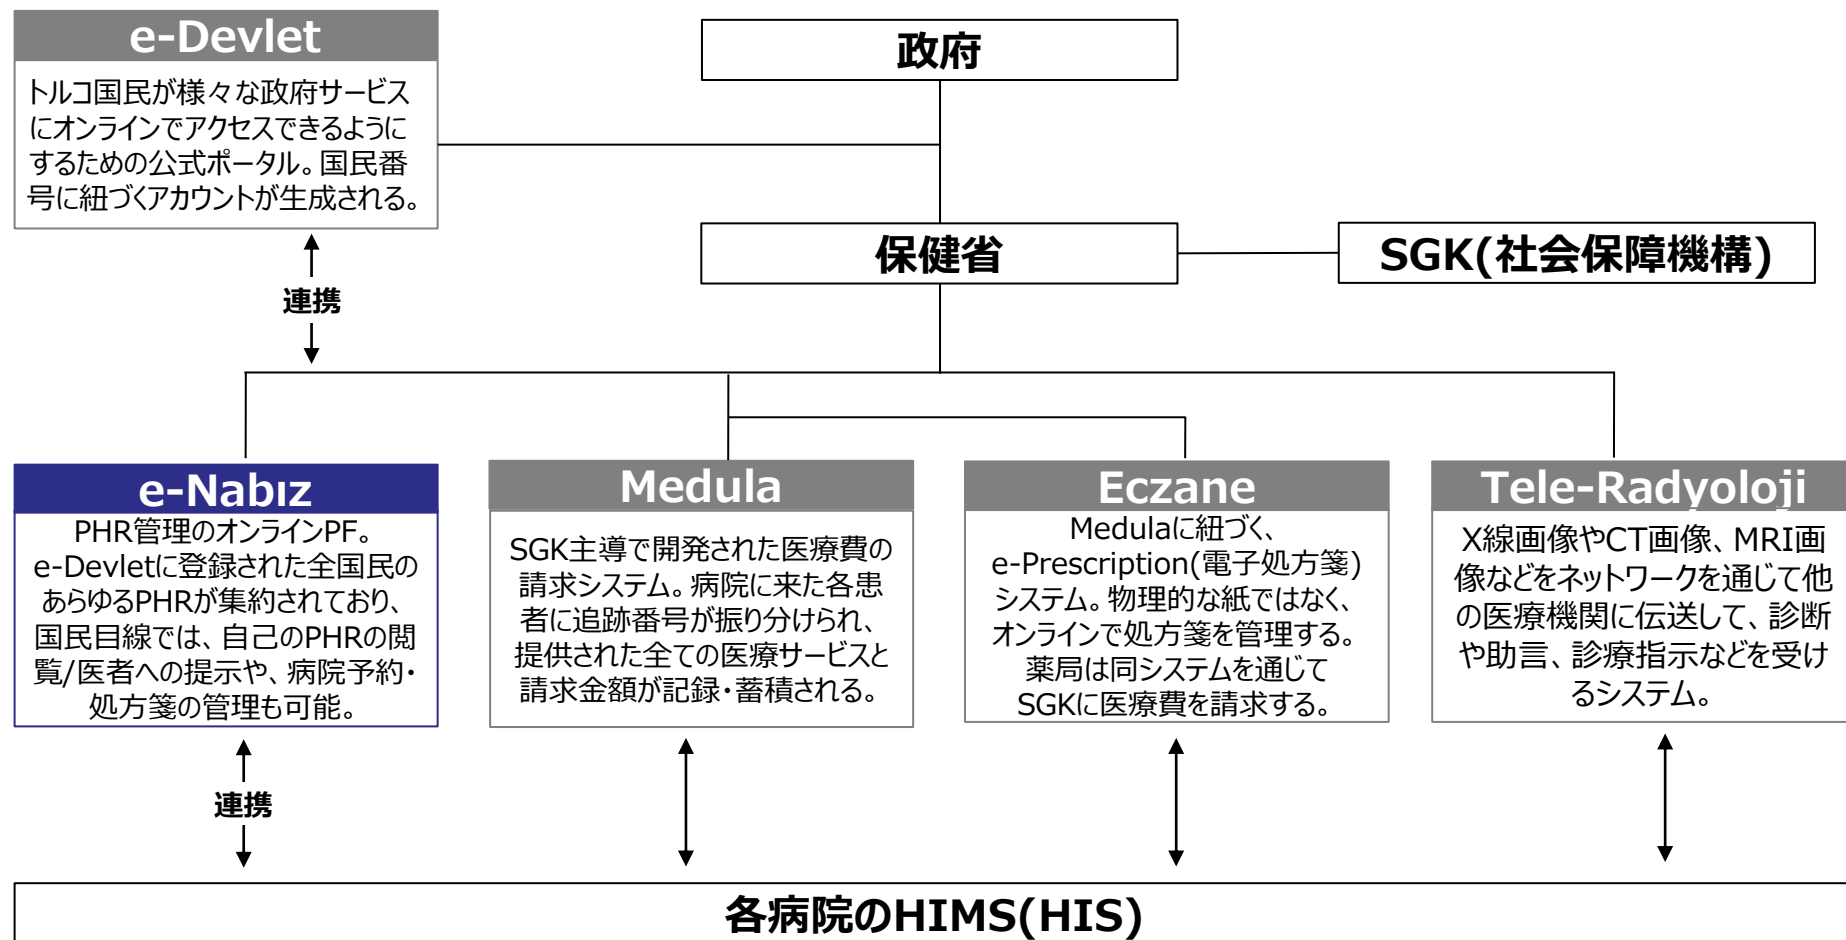 e-Devlet
トルコ国民が様々な政府サービス
にオンラインでアクセスできるように
するための公式ポータル。国民番
号に紐づくアカウントが生成される。
政府
保健省
SGK(社会保障機構)
連携
e-Nabız
PHR管理のオンラインPF。
e-Devletに登録された全国民の
あらゆるPHRが集約されており、
国民目線では、自己のPHRの閲
覧/医者への提示や、病院予約・
処方箋の管理も可能。
Medula
SGK主導で開発された医療費の
請求システム。病院に来た各患
者に追跡番号が振り分けられ、
提供された全ての医療サービスと
請求金額が記録・蓄積される。
Eczane
Medulaに紐づく、
e-Prescription(電子処方箋)
システム。物理的な紙ではなく、
オンラインで処方箋を管理する。
薬局は同システムを通じて
SGKに医療費を請求する。
Tele-Radyoloji
X線画像やCT画像、MRI画
像などをネットワークを通じて他
の医療機関に伝送して、診断
や助言、診療指示などを受け
るシステム。
連携
各病院のHIMS(HIS)